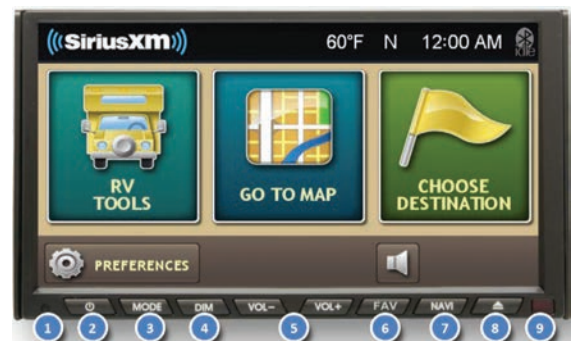 ((SiriusXM)) 60°F N 12:00 AM Idle
RV TOOLS
GO TO MAP
CHOOSE DESTINATION
PREFERENCES
MODE DIM VOL- VOL+ FAV NAVI
1 2 3 4 5 6 7 8 9